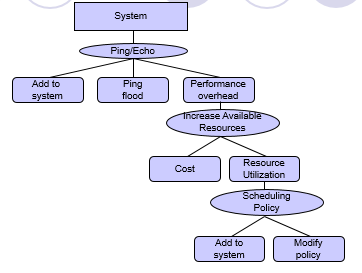 System
Ping/Echo
Add to
system
Ping
flood
Performance
overhead
Increase Available
Resources
Cost
Resource
Utilization
Scheduling
Policy
Add to
system
Modify
policy